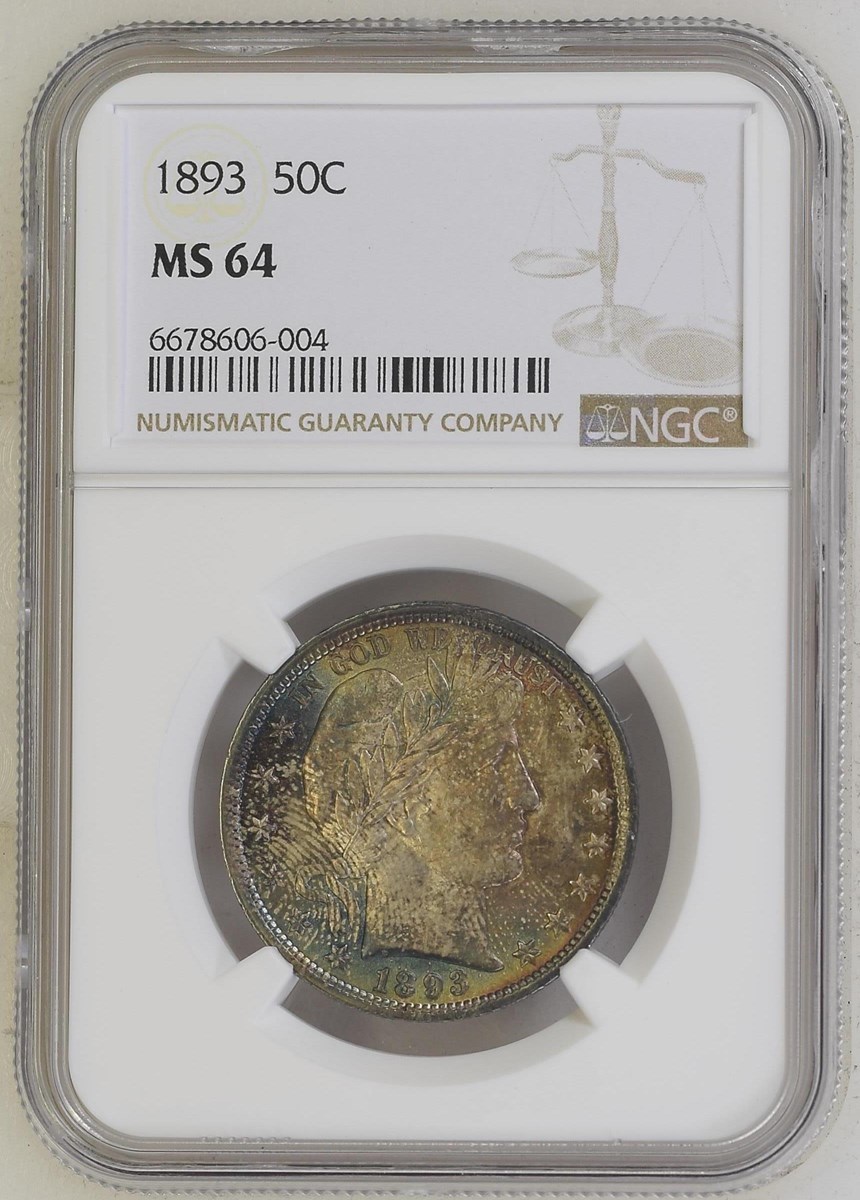 1893 50C
MS 64
6678606-004
NUMISMATIC GUARANTY COMPANY
NGC®
IN GOD WE TRUST
1893